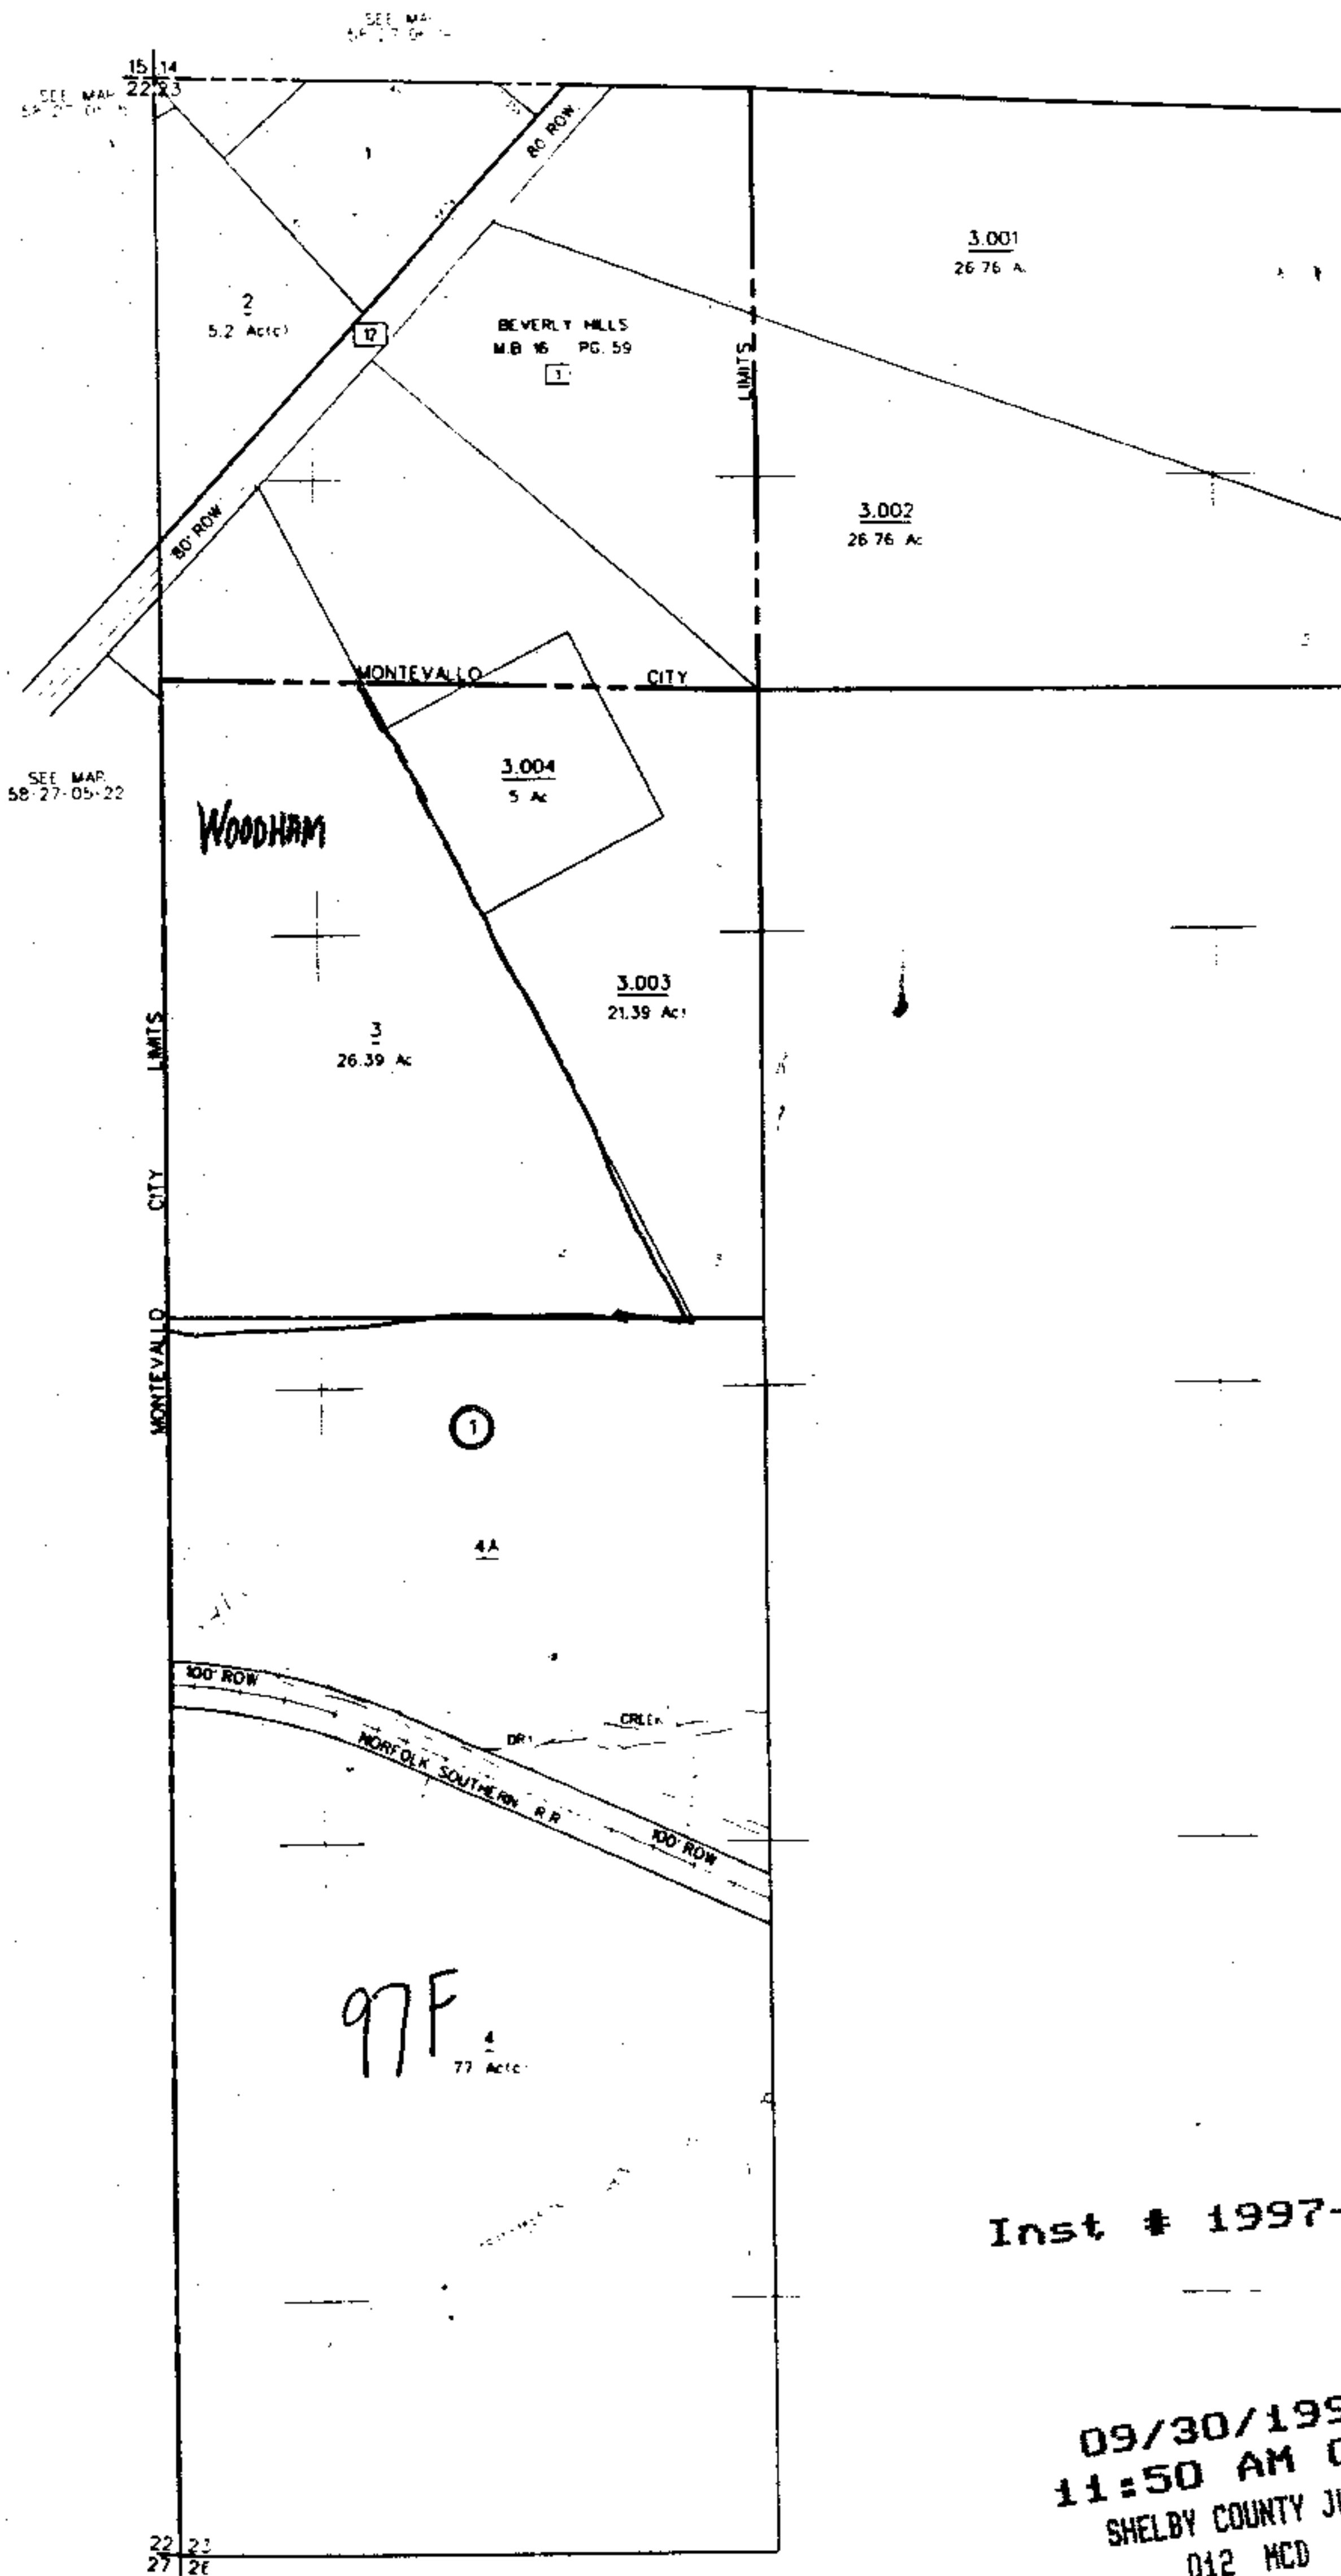 SEE MAP
15 14
22 23
SEE MAP
80' ROW
1
3.001
26.76 A
2
5.2 Ac(c)
17
BEVERLY HILLS
M.B 16 PG. 59
1
LIMITS
80' ROW
3.002
26.76 Ac
MONTEVALLO CITY
SEE MAP
58-27-05-22
3.004
5 Ac
WOODHAM
3.003
21.39 Ac
3
26.39 Ac
MONTEVALLO CITY LIMITS
1
4A
100' ROW
CREEK
NORFOLK SOUTHERN R R
100' ROW
97F
4
77 Ac(c)
Inst # 1997-
09/30/199
11:50 AM
SHELBY COUNTY
012 MCD
22 23
27 26